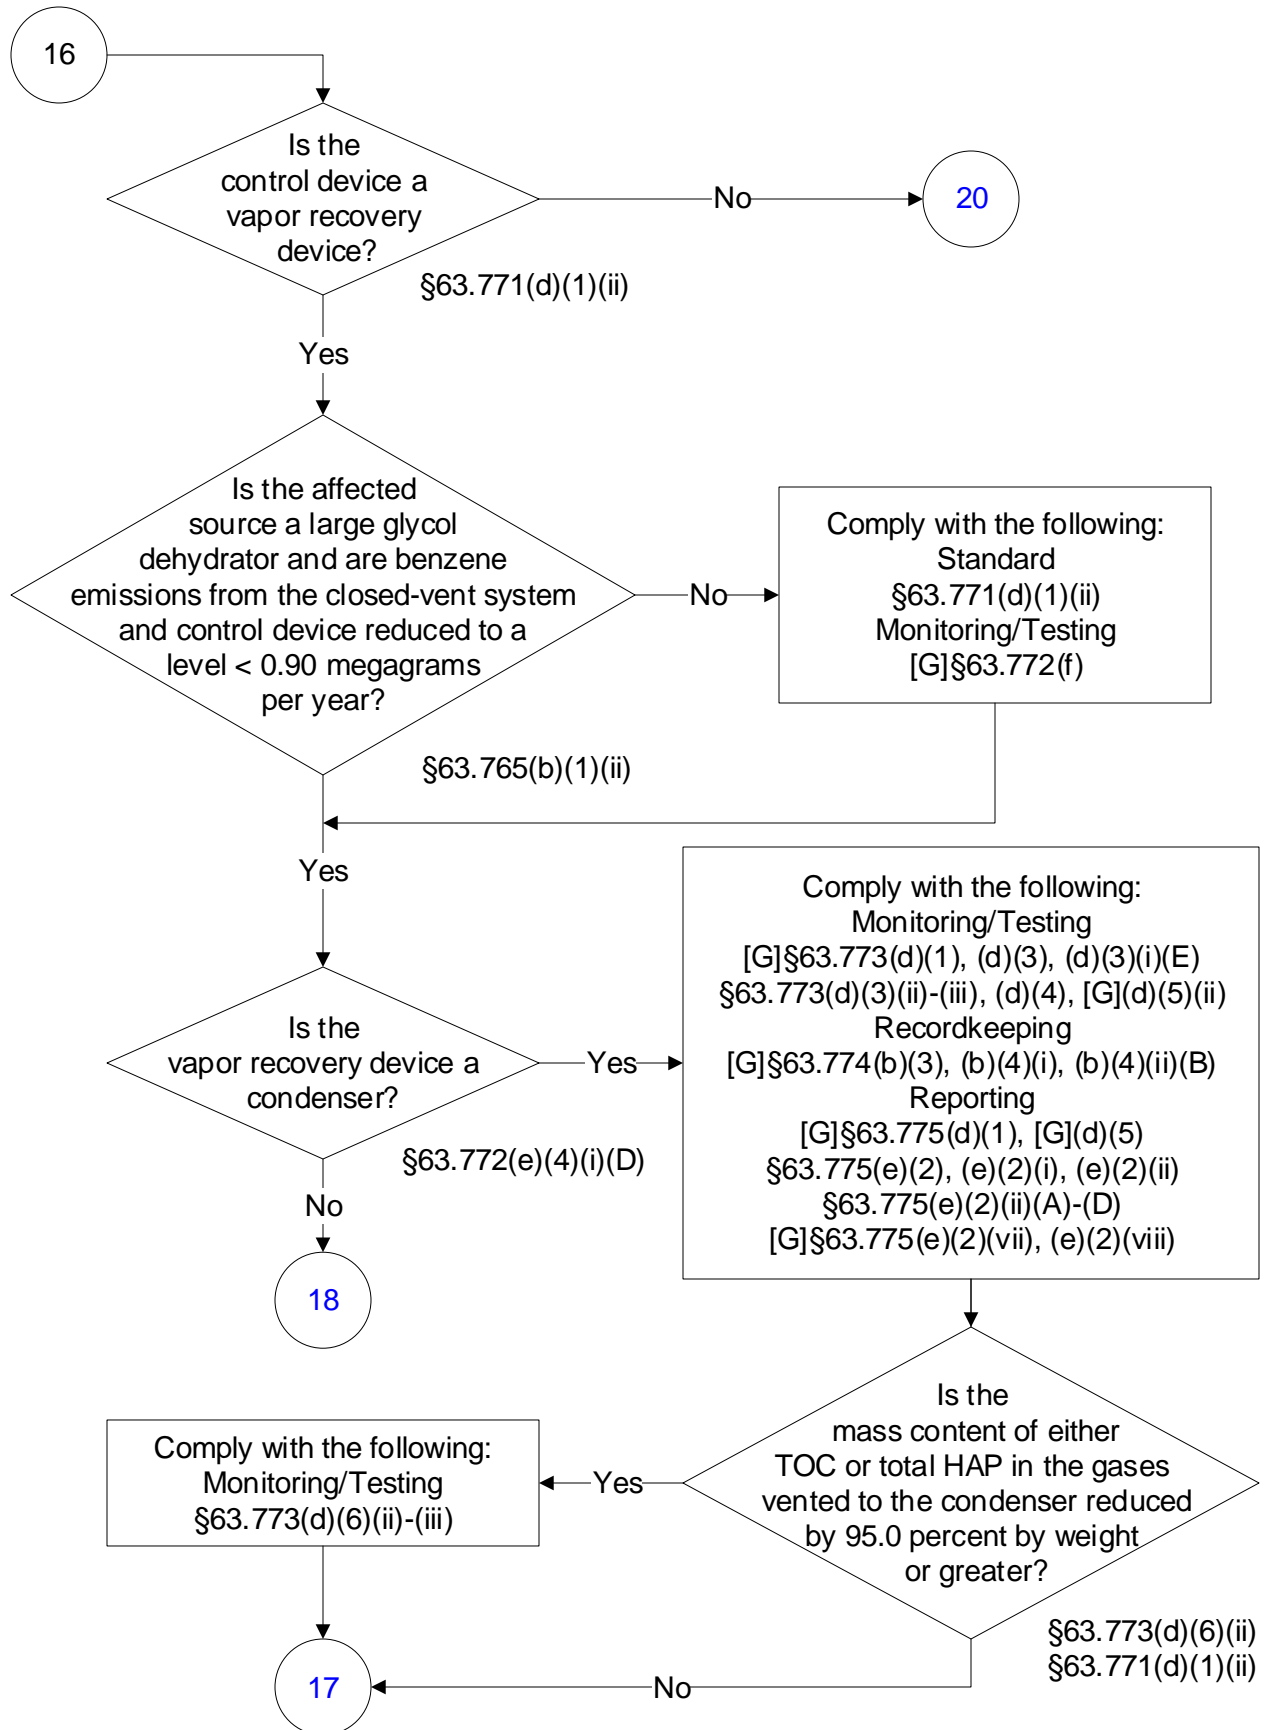 16
Is the
control device a
vapor recovery
device?
No
20
§63.771(d)(1)(ii)
Yes
Is the affected
source a large glycol
dehydrator and are benzene
emissions from the closed-vent system
and control device reduced to a
level < 0.90 megagrams
per year?
No
Comply with the following:
Standard
§63.771(d)(1)(ii)
Monitoring/Testing
[G]§63.772(f)
§63.765(b)(1)(ii)
Yes
Is the
vapor recovery device a
condenser?
Yes
Comply with the following:
Monitoring/Testing
[G]§63.773(d)(1), (d)(3), (d)(3)(i)(E)
§63.773(d)(3)(ii)-(iii), (d)(4), [G](d)(5)(ii)
Recordkeeping
[G]§63.774(b)(3), (b)(4)(i), (b)(4)(ii)(B)
Reporting
[G]§63.775(d)(1), [G](d)(5)
§63.775(e)(2), (e)(2)(i), (e)(2)(ii)
§63.775(e)(2)(ii)(A)-(D)
[G]§63.775(e)(2)(vii), (e)(2)(viii)
§63.772(e)(4)(i)(D)
No
18
Is the
mass content of either
TOC or total HAP in the gases
vented to the condenser reduced
by 95.0 percent by weight
or greater?
Yes
Comply with the following:
Monitoring/Testing
§63.773(d)(6)(ii)-(iii)
§63.773(d)(6)(ii)
§63.771(d)(1)(ii)
No
17